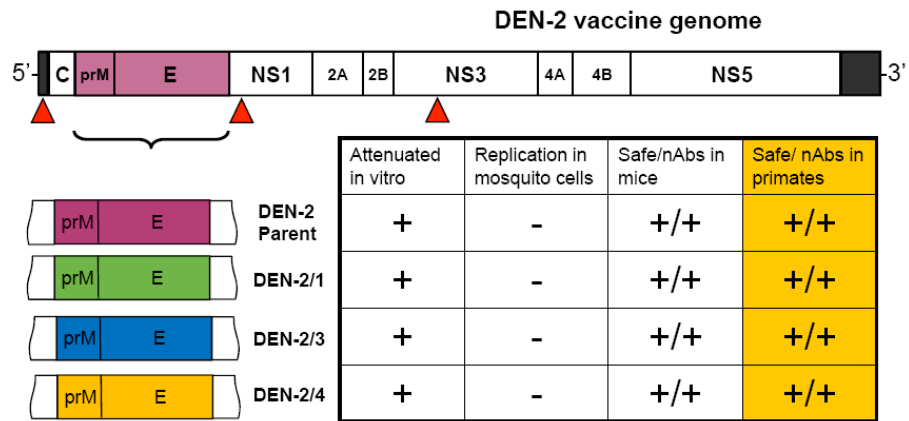 DEN-2 vaccine genome
5'- C prM E NS1 2A 2B NS3 4A 4B NS5 -3'
Attenuated in vitro
Replication in mosquito cells
Safe/nAbs in mice
Safe/ nAbs in primates
prM E DEN-2 Parent + - +/+ +/+
prM E DEN-2/1 + - +/+ +/+
prM E DEN-2/3 + - +/+ +/+
prM E DEN-2/4 + - +/+ +/+